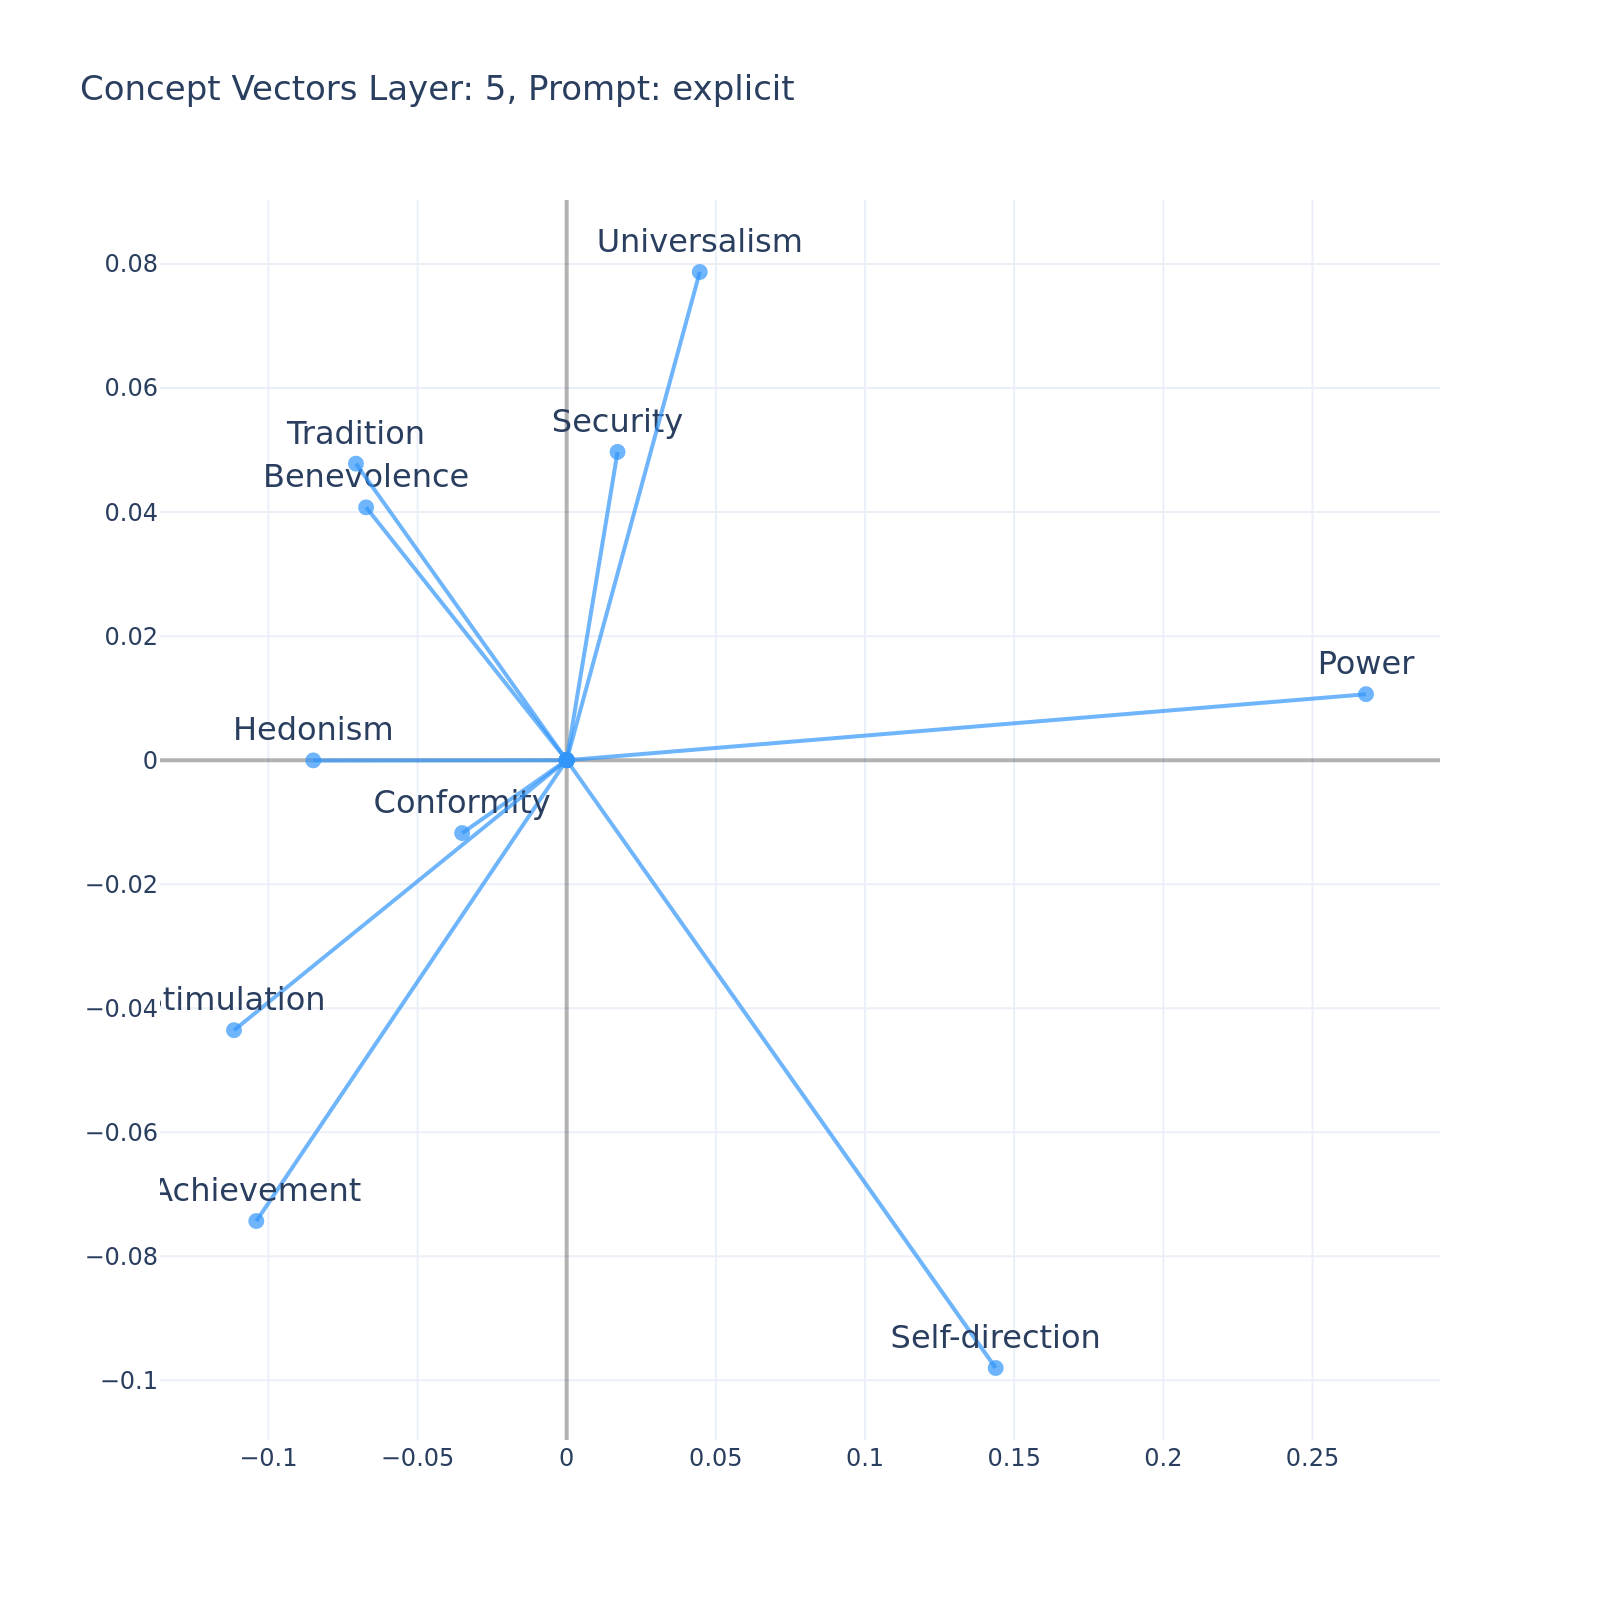 Concept Vectors Layer: 5, Prompt: explicit
Universalism
0.08
0.06
Security
Tradition
Benevolence
0.04
0.02
Power
Hedonism
0
Conformity
−0.02
timulation
−0.04
−0.06
Achievement
−0.08
Self-direction
−0.1
−0.1 −0.05 0 0.05 0.1 0.15 0.2 0.25